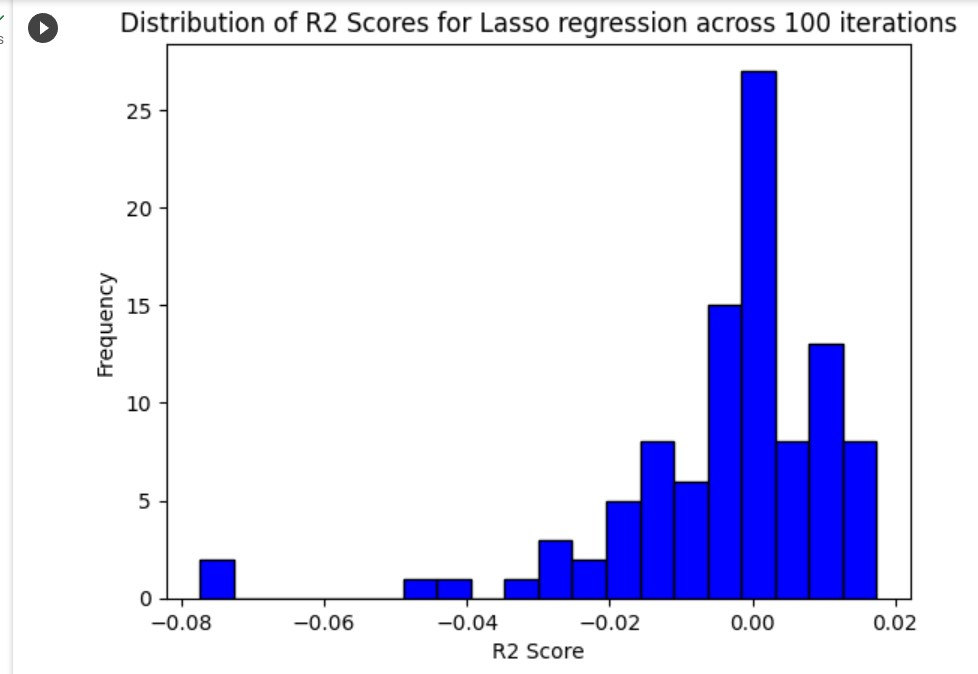 Distribution of R2 Scores for Lasso regression across 100 iterations
s
25
20
15
10
5
0
Frequency
−0.08 −0.06 −0.04 −0.02 0.00 0.02
R2 Score